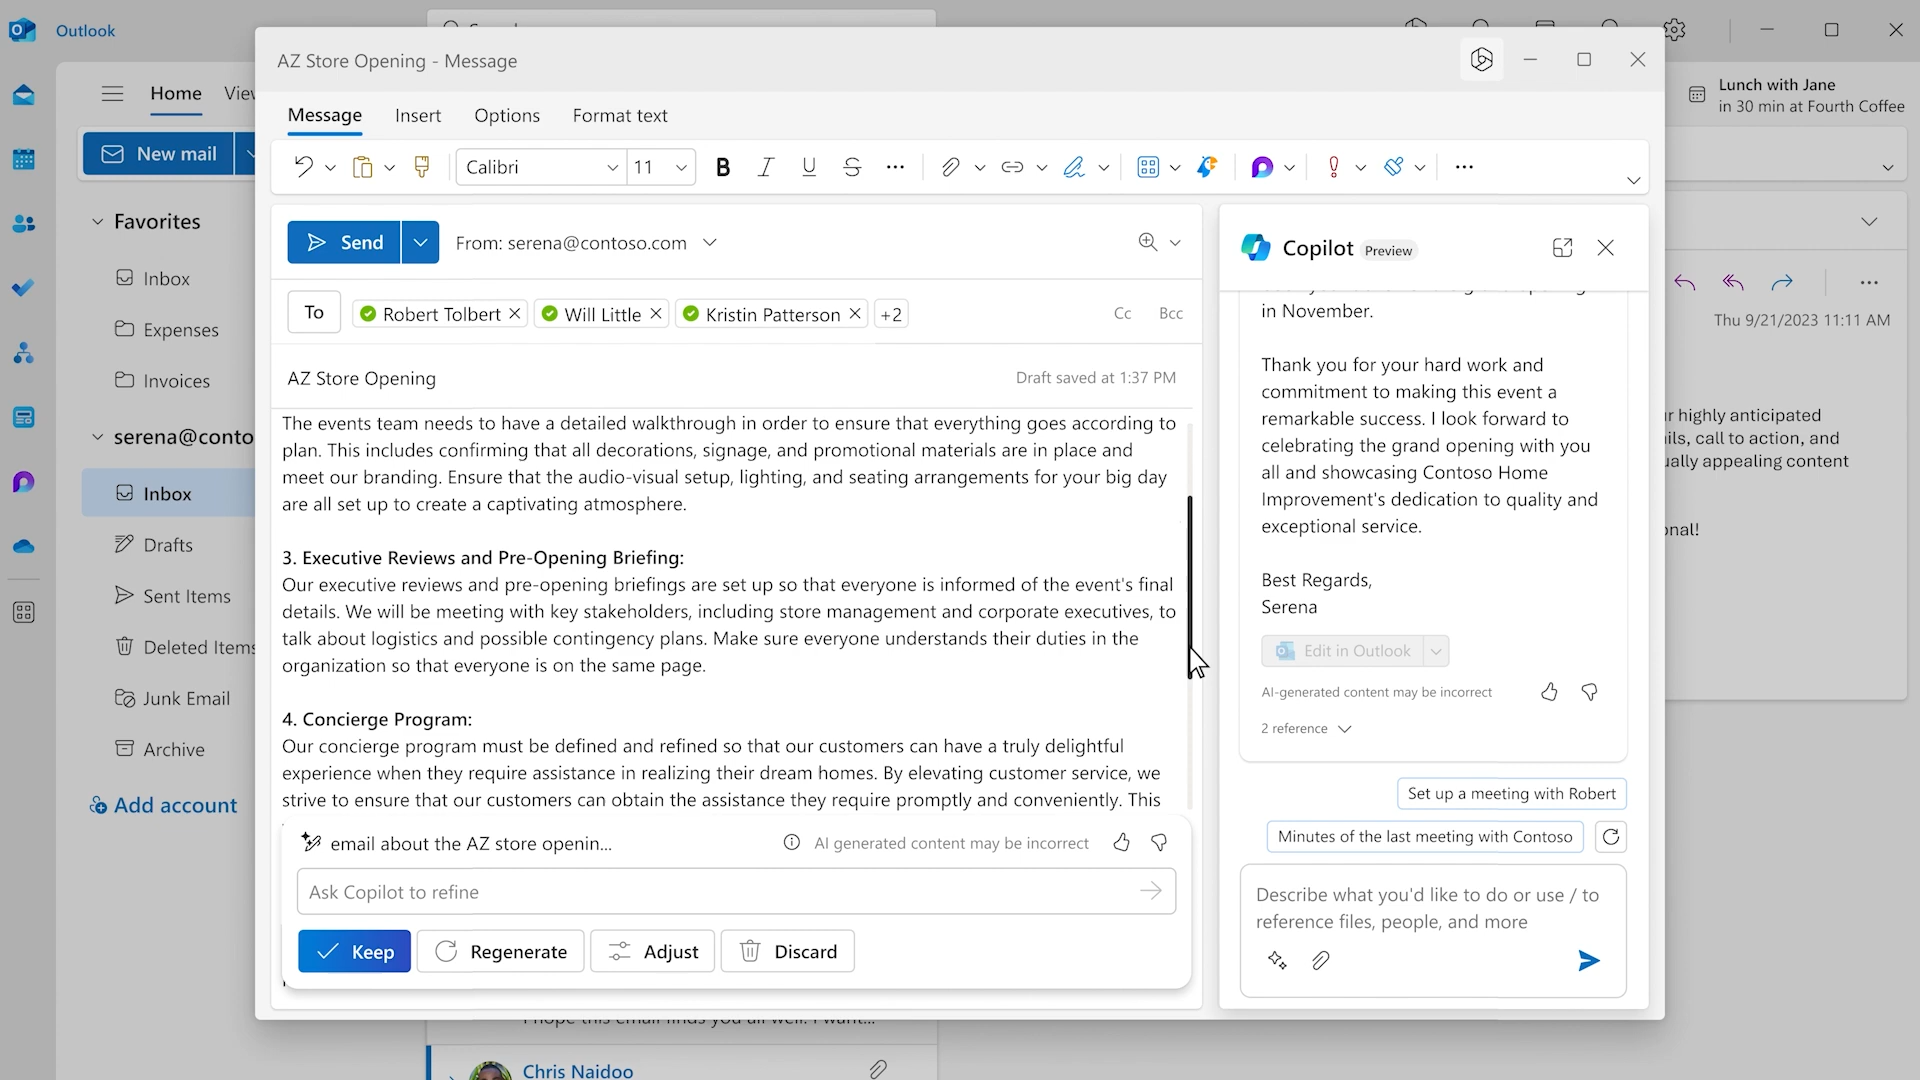 Outlook
Home
New mail
Favorites
Inbox
Expenses
Invoices
serena@conto
Inbox
Drafts
Sent Items
Deleted Items
Junk Email
Archive
Add account
AZ Store Opening - Message
Message Insert Options Format text
Calibri 11
Send From: serena@contoso.com
To Robert Tolbert Will Little Kristin Patterson +2 Cc Bcc
AZ Store Opening Draft saved at 1:37 PM
The events team needs to have a detailed walkthrough in order to ensure that everything goes according to
plan. This includes confirming that all decorations, signage, and promotional materials are in place and
meet our branding. Ensure that the audio-visual setup, lighting, and seating arrangements for your big day
are all set up to create a captivating atmosphere.
3. Executive Reviews and Pre-Opening Briefing:
Our executive reviews and pre-opening briefings are set up so that everyone is informed of the event's final
details. We will be meeting with key stakeholders, including store management and corporate executives, to
talk about logistics and possible contingency plans. Make sure everyone understands their duties in the
organization so that everyone is on the same page.
4. Concierge Program:
Our concierge program must be defined and refined so that our customers can have a truly delightful
experience when they require assistance in realizing their dream homes. By elevating customer service, we
strive to ensure that our customers can obtain the assistance they require promptly and conveniently. This
email about the AZ store openin... AI generated content may be incorrect
Ask Copilot to refine
Keep Regenerate Adjust Discard
Copilot Preview
in November.
Thank you for your hard work and
commitment to making this event a
remarkable success. I look forward to
celebrating the grand opening with you
all and showcasing Contoso Home
Improvement's dedication to quality and
exceptional service.
Best Regards,
Serena
Edit in Outlook
AI-generated content may be incorrect
2 reference
Set up a meeting with Robert
Minutes of the last meeting with Contoso
Describe what you'd like to do or use / to
reference files, people, and more
Lunch with Jane
in 30 min at Fourth Coffee
Thu 9/21/2023 11:11 AM
highly anticipated
call to action, and
appealing content
Chris Naidoo